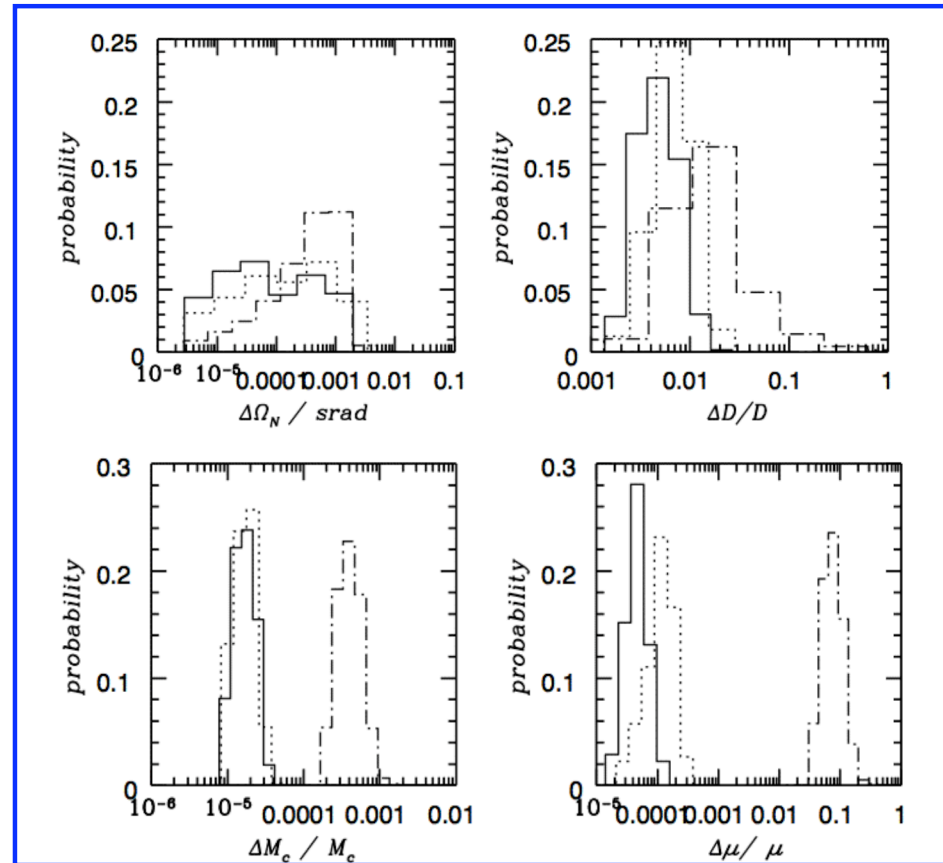 0.25 0.25
0.2 0.2
0.15 0.15
0.1 0.1
0.05 0.05
0 0
probability probability
10⁻⁶ 10⁻⁵ 0.0001 0.001 0.01 0.1 0.001 0.01 0.1 1
ΔΩ_N / srad ΔD/D
0.3 0.3
0.2 0.2
0.1 0.1
0 0
probability probability
10⁻⁶ 10⁻⁵ 0.0001 0.001 0.01 10⁻⁵ 0.0001 0.001 0.01 0.1 1
ΔM_c / M_c Δμ/ μ